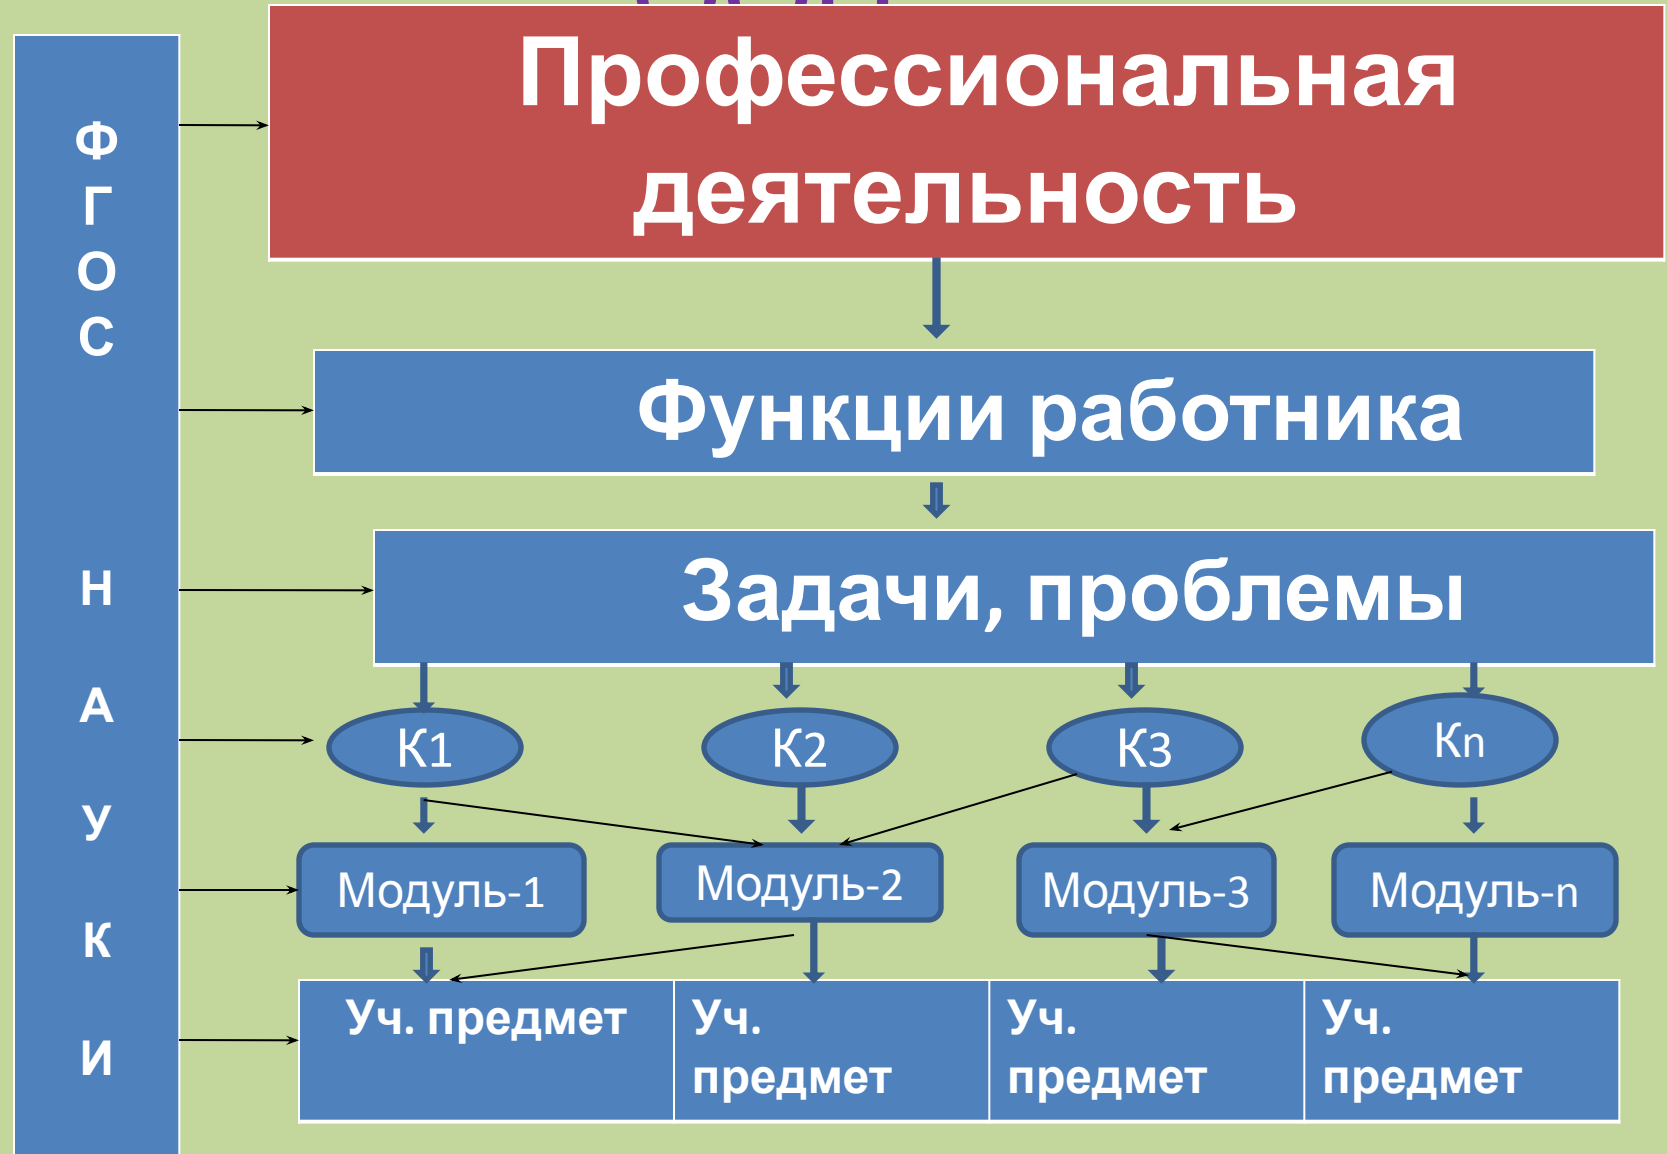 Ф
Г
О
С
Н
А
У
К
И
Профессиональная
деятельность
Функции работника
Задачи, проблемы
К1
К2
К3
Кn
Модуль-1
Модуль-2
Модуль-3
Модуль-n
Уч. предмет
Уч.
предмет
Уч.
предмет
Уч.
предмет